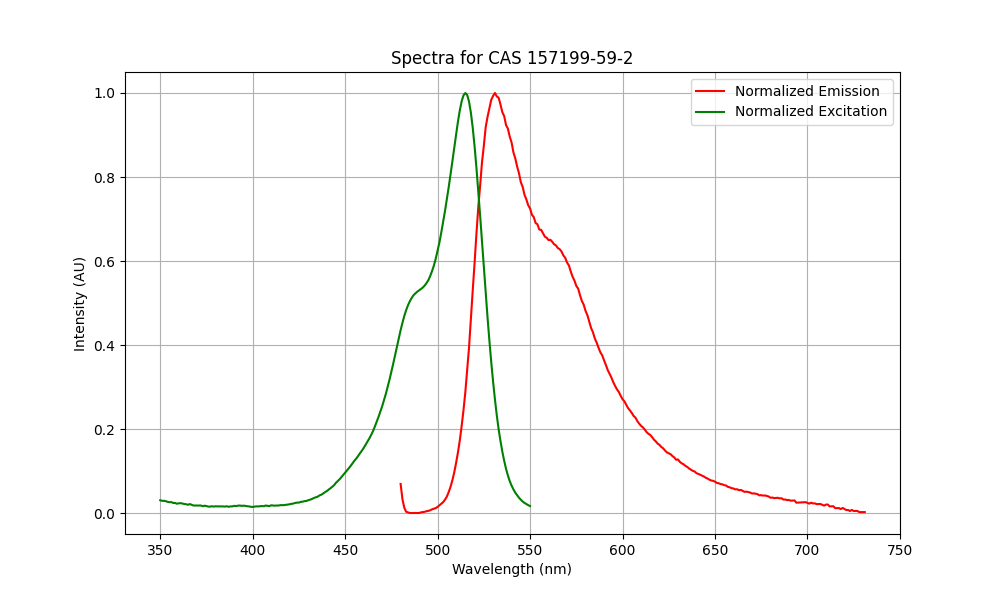 Spectra for CAS 157199-59-2
Normalized Emission
Normalized Excitation
1.0
0.8
0.6
0.4
0.2
0.0
Intensity (AU)
350 400 450 500 550 600 650 700 750
Wavelength (nm)